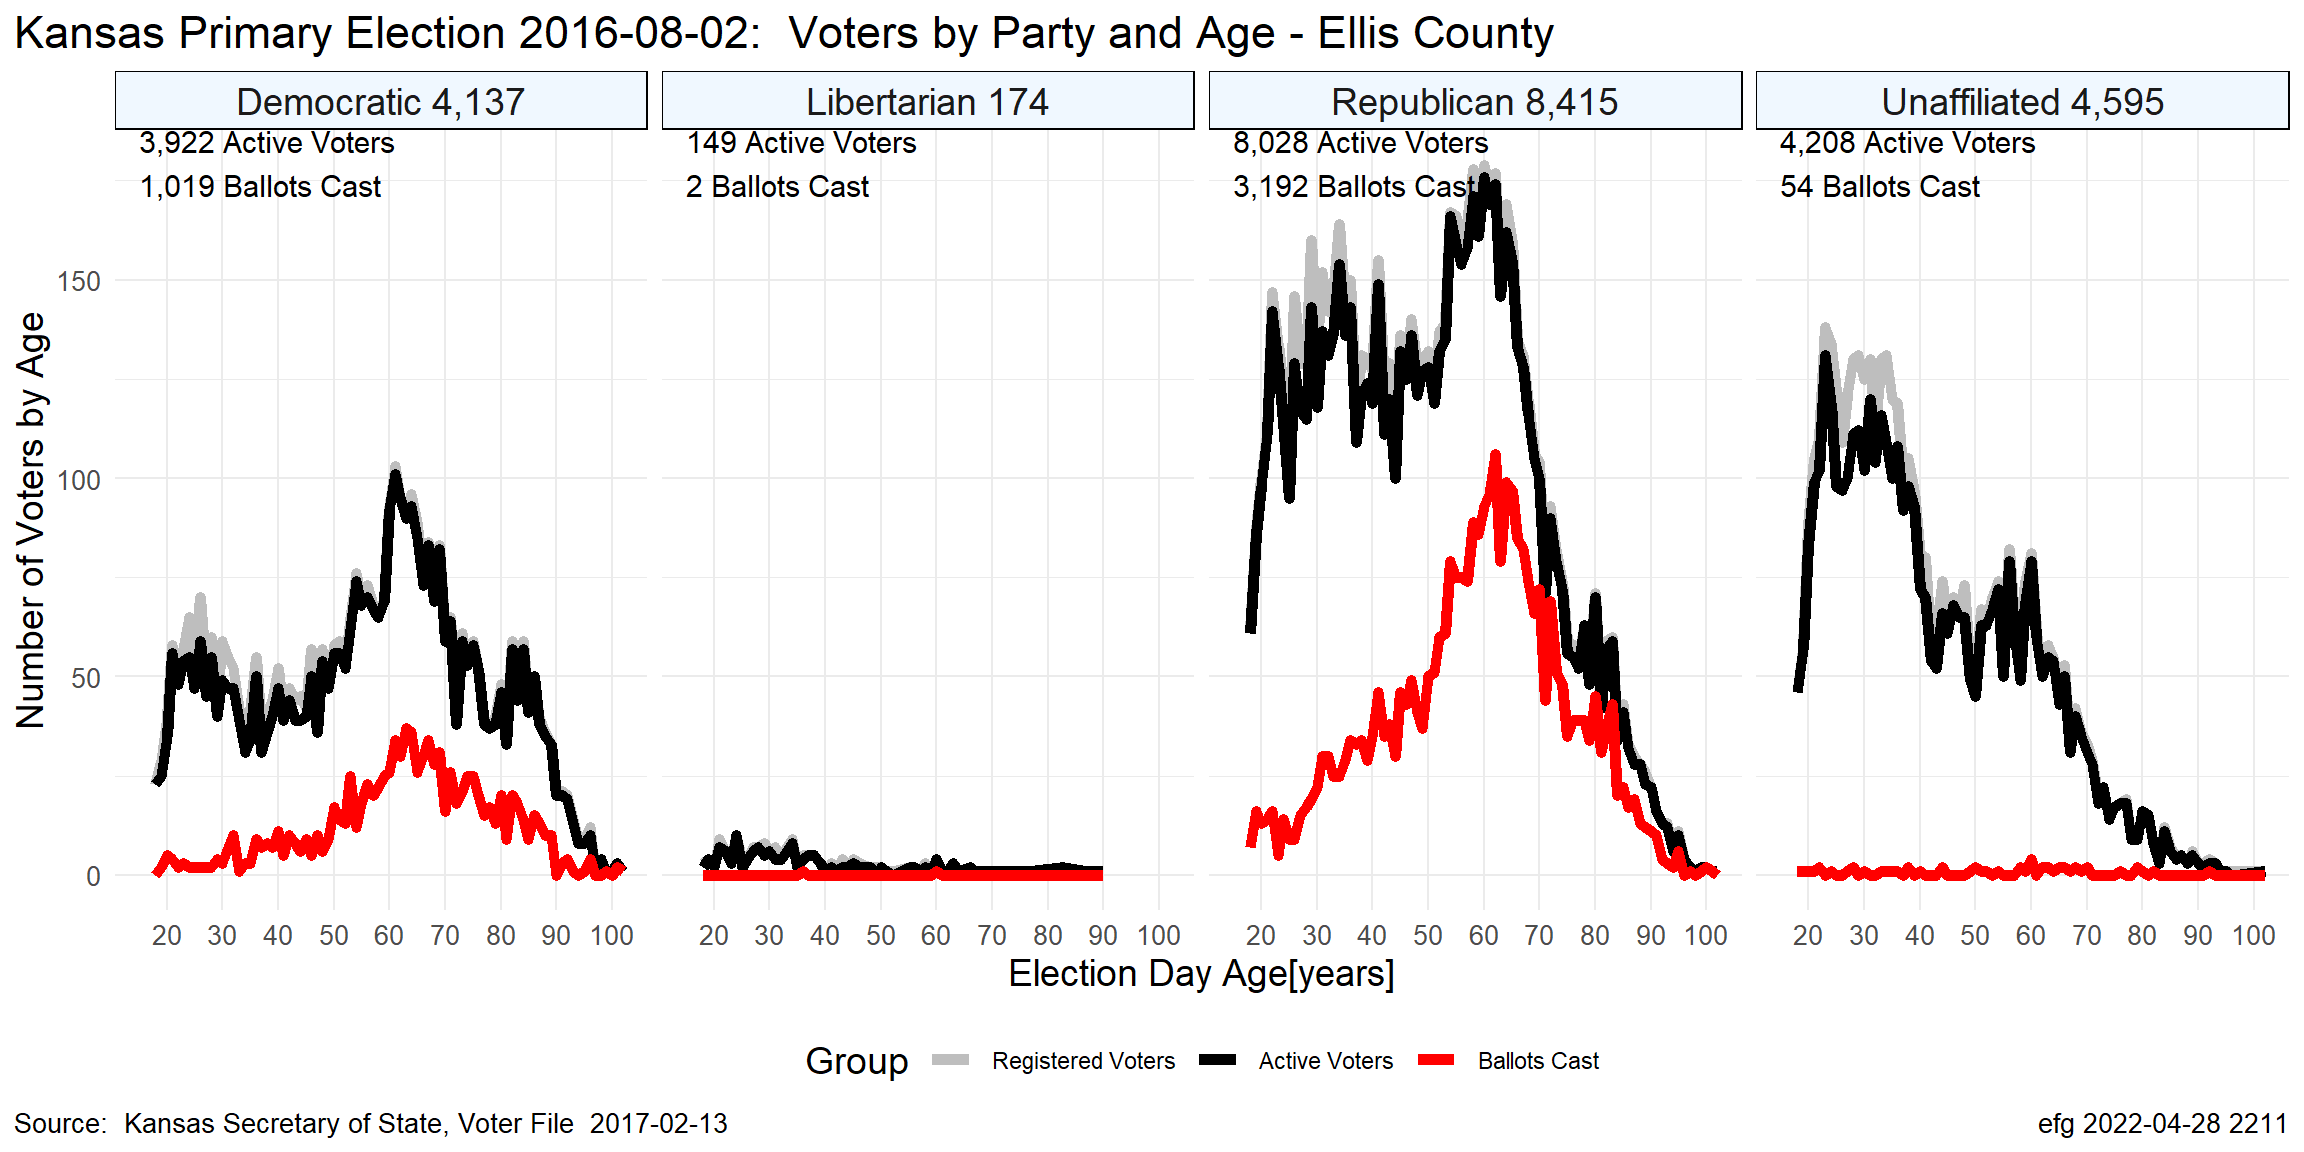 Kansas Primary Election 2016-08-02:  Voters by Party and Age - Ellis County
Democratic 4,137
Libertarian 174
Republican 8,415
Unaffiliated 4,595
3,922 Active Voters
1,019 Ballots Cast
149 Active Voters
2 Ballots Cast
8,028 Active Voters
3,192 Ballots Cast
4,208 Active Voters
54 Ballots Cast
Number of Voters by Age
150
100
50
0
20 30 40 50 60 70 80 90 100
20 30 40 50 60 70 80 90 100
20 30 40 50 60 70 80 90 100
20 30 40 50 60 70 80 90 100
Election Day Age[years]
Group Registered Voters Active Voters Ballots Cast
Source:  Kansas Secretary of State, Voter File  2017-02-13
efg 2022-04-28 2211